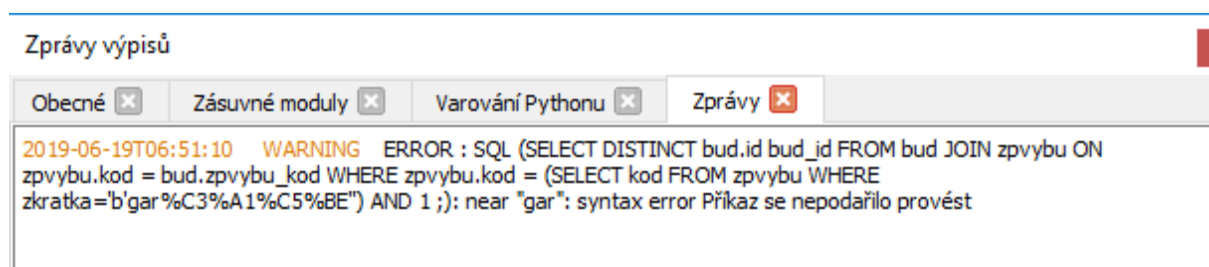 Zprávy výpisů
Obecné Zásuvné moduly Varování Pythonu Zprávy
2019-06-19T06:51:10 WARNING ERROR : SQL (SELECT DISTINCT bud.id bud_id FROM bud JOIN zpvybu ON
zpvybu.kod = bud.zpvybu_kod WHERE zpvybu.kod = (SELECT kod FROM zpvybu WHERE
zkratka='b'gar%C3%A1%C5%BE'') AND 1 ;): near "gar": syntax error Příkaz se nepodařilo provést